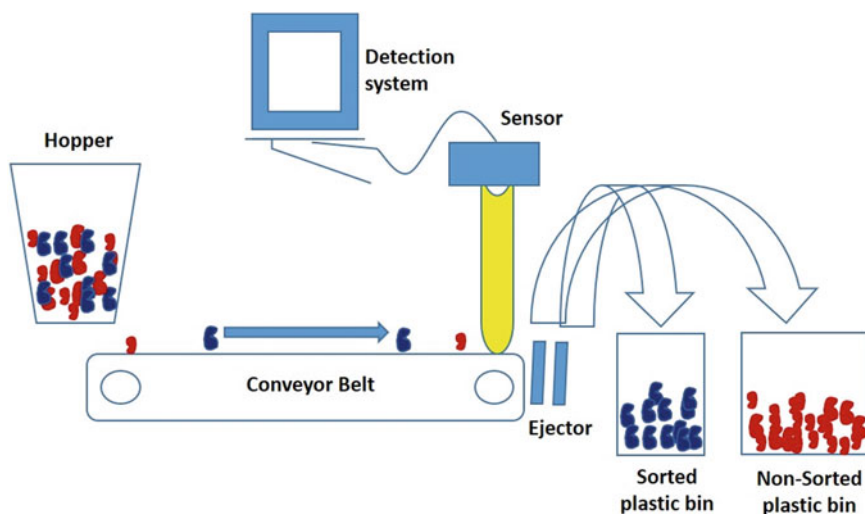 Detection
system
Sensor
Hopper
Conveyor Belt
Ejector
Sorted
plastic bin
Non-Sorted
plastic bin